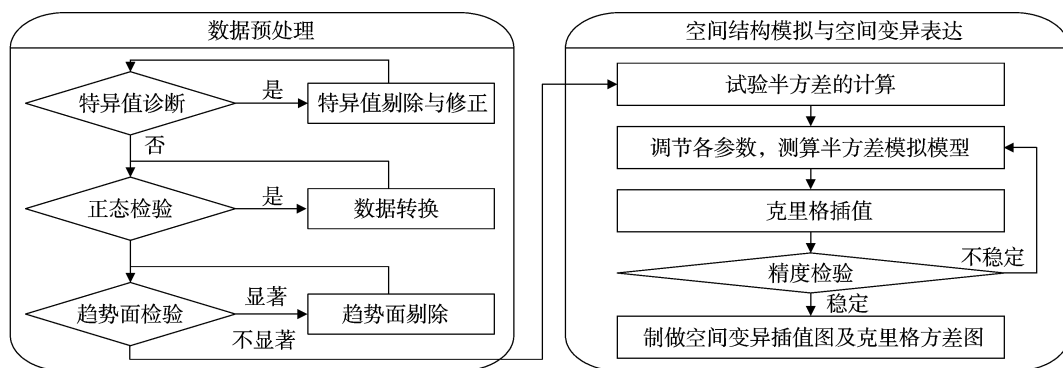 数据预处理
特异值诊断
是
特异值剔除与修正
否
正态检验
是
数据转换
趋势面检验
显著
趋势面剔除
不显著
空间结构模拟与空间变异表达
试验半方差的计算
调节各参数，测算半方差模拟模型
克里格插值
精度检验
不稳定
稳定
制做空间变异插值图及克里格方差图